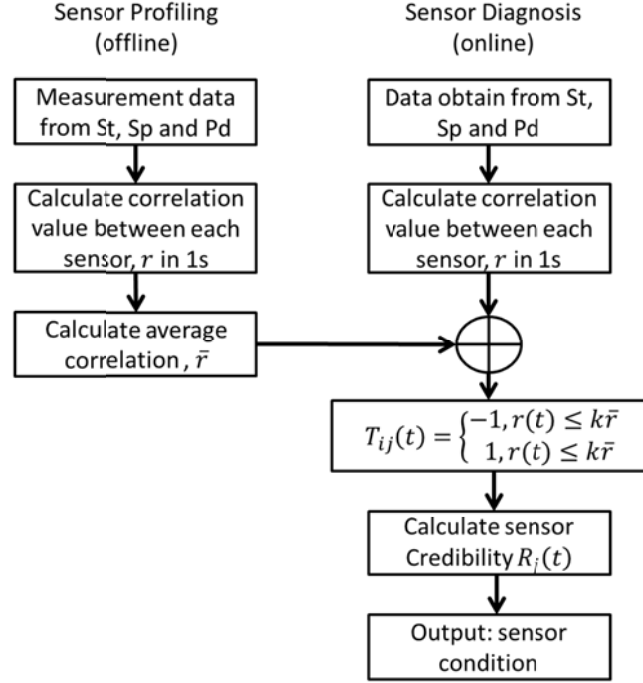 Sensor Profiling
(offline)
Measurement data
from St, Sp and Pd
Calculate correlation
value between each
sensor, r in 1s
Calculate average
correlation , r̄
Sensor Diagnosis
(online)
Data obtain from St,
Sp and Pd
Calculate correlation
value between each
sensor, r in 1s
T_{ij}(t) = { −1, r(t) ≤ kr̄
1, r(t) ≤ kr̄
Calculate sensor
Credibility R_j(t)
Output: sensor
condition